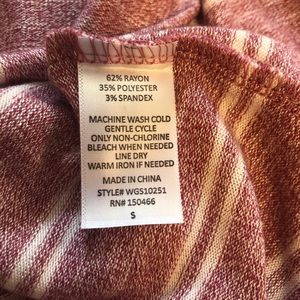 62% RAYON
35% POLYESTER
3% SPANDEX
MACHINE WASH COLD
GENTLE CYCLE
ONLY NON-CHLORINE
BLEACH WHEN NEEDED
LINE DRY
WARM IRON IF NEEDED
MADE IN CHINA
STYLE# WGS10251
RN# 150466
S